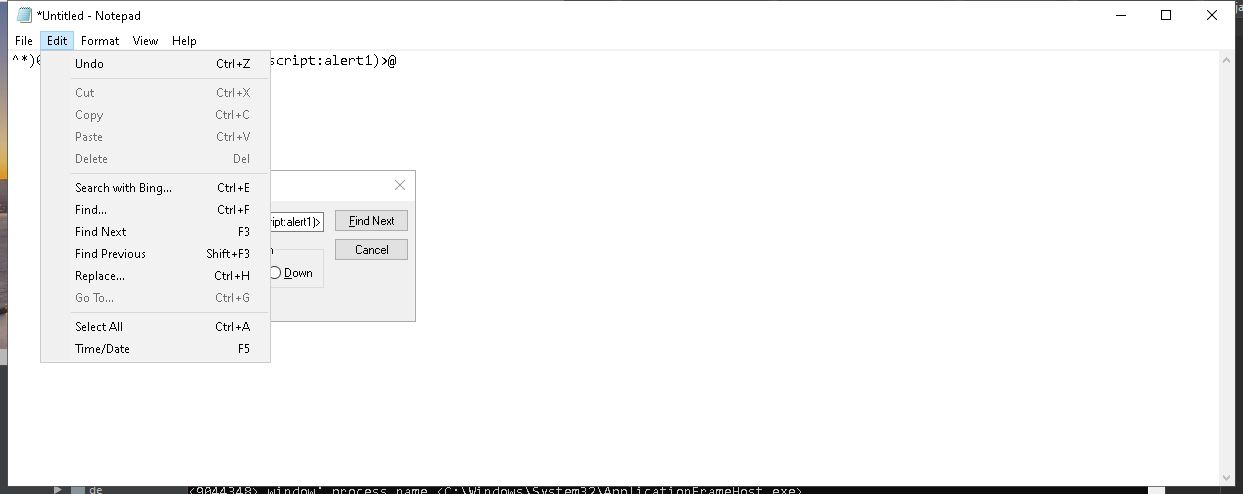 *Untitled - Notepad
File Edit Format View Help
^*)
script:alert1)>@
Undo Ctrl+Z
Cut Ctrl+X
Copy Ctrl+C
Paste Ctrl+V
Delete Del
Search with Bing... Ctrl+E
Find... Ctrl+F
Find Next F3
Find Previous Shift+F3
Replace... Ctrl+H
Go To... Ctrl+G
Select All Ctrl+A
Time/Date F5
ript:alert1)>
Find Next
Cancel
Down
de
<9044348> window' process name <C:\Windows\System32\ApplicationFrameHost.exe>